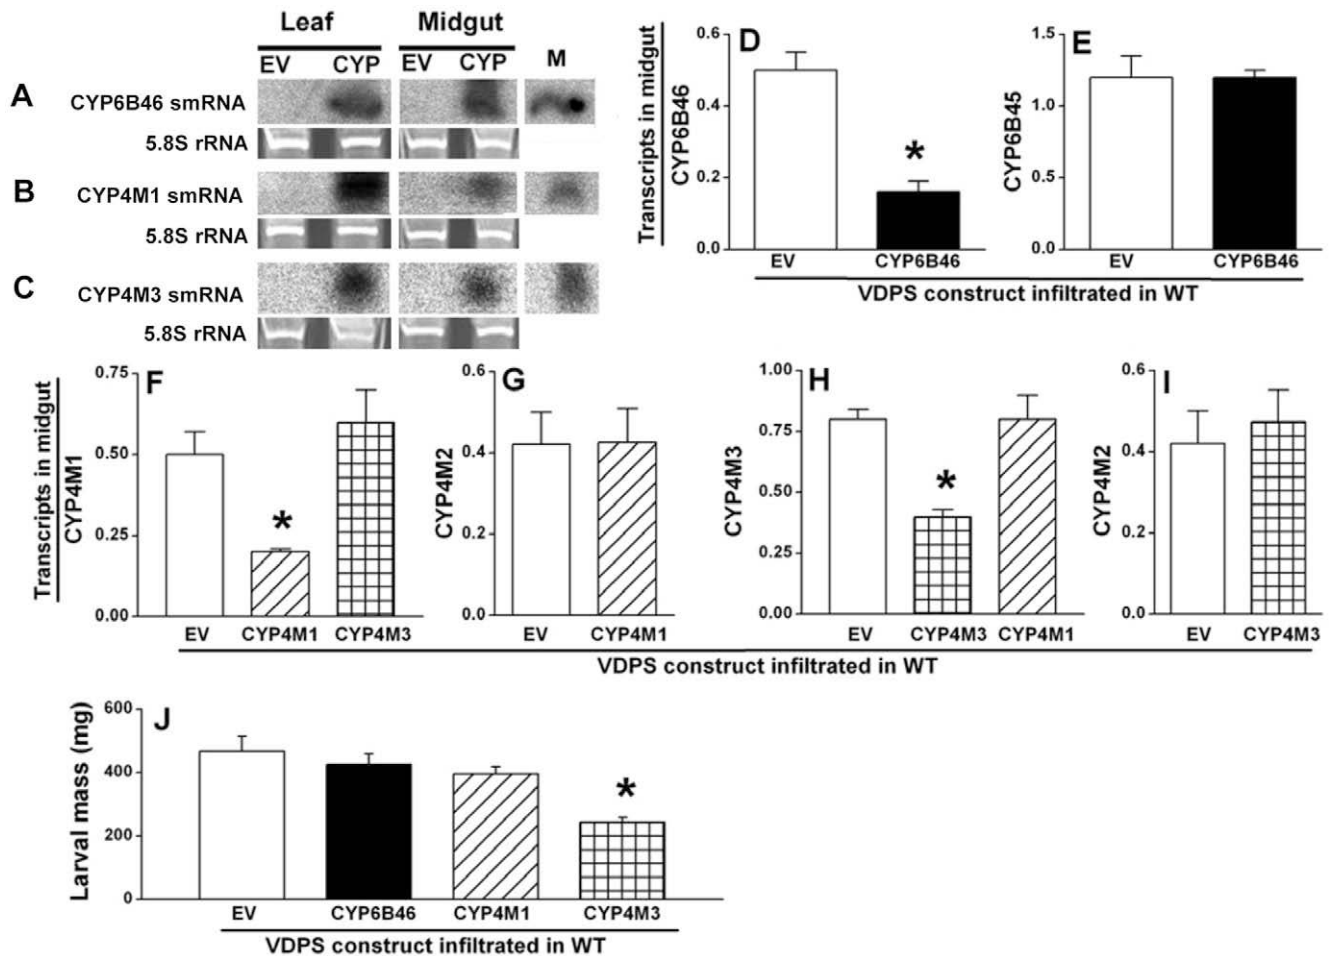 Leaf Midgut
EV CYP EV CYP M
A CYP6B46 smRNA
5.8S rRNA
B CYP4M1 smRNA
5.8S rRNA
C CYP4M3 smRNA
5.8S rRNA
Transcripts in midgut
CYP6B46
0.6
0.4
0.2
0.0
D
*
EV CYP6B46
CYP6B45
1.5
1.0
0.5
0.0
E
EV CYP6B46
VDPS construct infiltrated in WT
Transcripts in midgut
CYP4M1
0.75
0.50
0.25
0.00
F
*
EV CYP4M1 CYP4M3
CYP4M2
0.6
0.4
0.2
0.0
G
EV CYP4M1
CYP4M3
1.00
0.75
0.50
0.25
0.00
H
*
EV CYP4M3 CYP4M1
CYP4M2
0.6
0.4
0.2
0.0
I
EV CYP4M3
VDPS construct infiltrated in WT
Larval mass (mg)
600
400
200
0
J
*
EV CYP6B46 CYP4M1 CYP4M3
VDPS construct infiltrated in WT